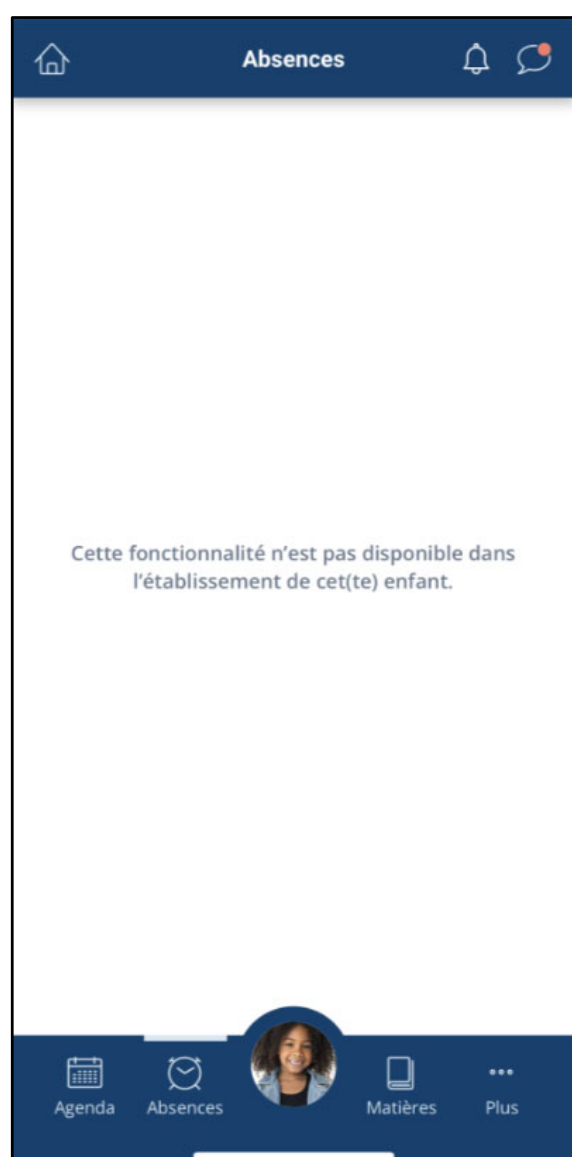 Absences
Cette fonctionnalité n'est pas disponible dans
l'établissement de cet(te) enfant.
Agenda
Absences
Matières
Plus